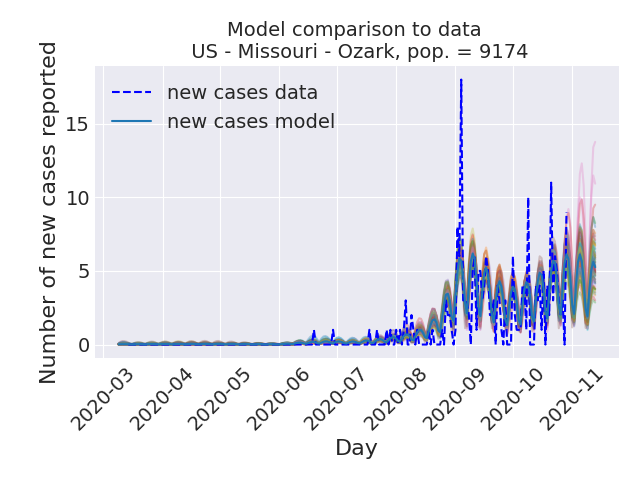 Model comparison to data
US - Missouri - Ozark, pop. = 9174
Number of new cases reported
new cases data
new cases model
15
10
5
0
2020-03
2020-04
2020-05
2020-06
2020-07
2020-08
2020-09
2020-10
2020-11
Day